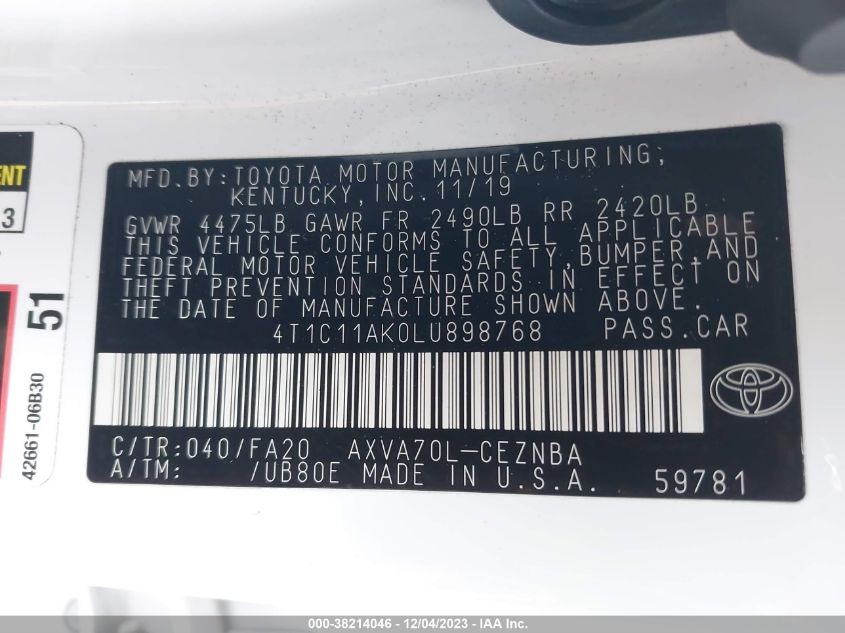 ENT
3
51
42661-06B30
MFD.BY:TOYOTA MOTOR MANUFACTURING;
KENTUCKY,INC.11/19
GVWR 4475LB GAWR FR 2490LB RR 2420LB
THIS VEHICLE CONFORMS TO ALL APPLICABLE
FEDERAL MOTOR VEHICLE SAFETY,BUMPER,AND
THEFT PREVENTION STANDARDS IN EFFECT ON
THE DATE OF MANUFACTURE SHOWN ABOVE.
4T1C11AK0LU898768 PASS.CAR
C/TR:040/FA20 AXVA70L-CEZNBA
A/TM: /UB80E MADE IN U.S.A. 59781
000-38214046 - 12/04/2023 - IAA Inc.